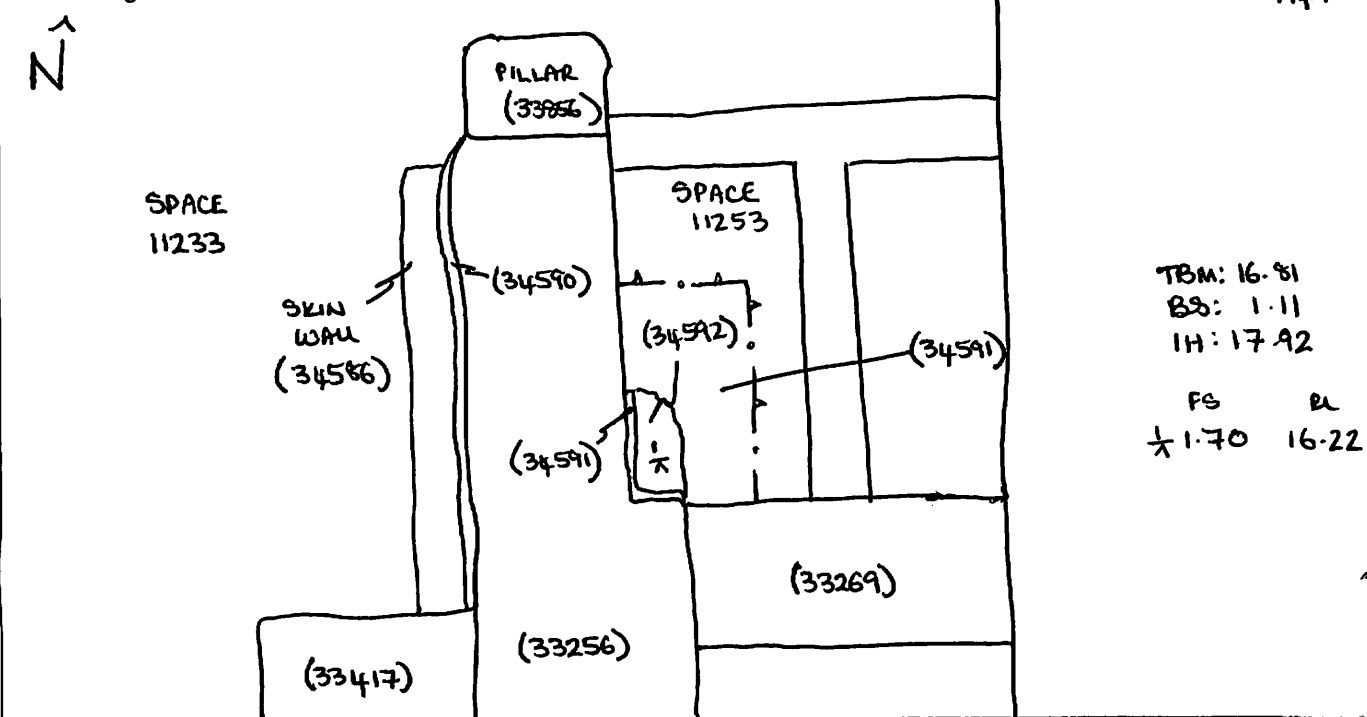 N
PILLAR
(33856)
SPACE
11233
SPACE
11253
(34590)
SKIN
WALL
(34586)
(34592)
(34591)
(34591)
(33269)
(33256)
(33417)
TBM: 16.81
BS: 1.11
IH: 17.92
FS RL
1.70 16.22